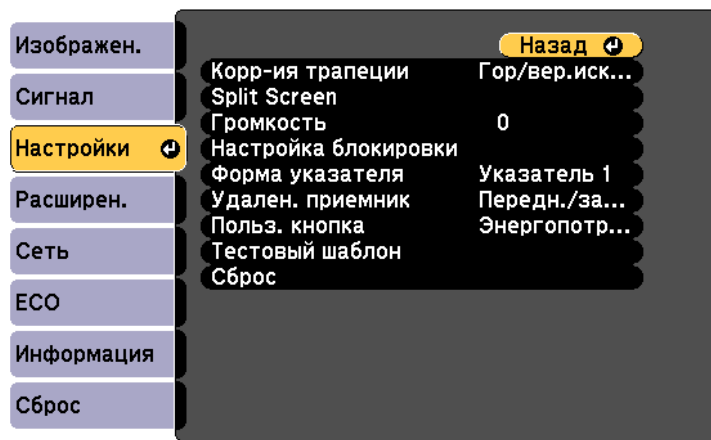 Изображен.
Сигнал
Настройки
Расширен.
Сеть
ECO
Информация
Сброс
Назад
Корр-ия трапеции Гор/вер.иск...
Split Screen
Громкость 0
Настройка блокировки
Форма указателя Указатель 1
Удален. приемник Передн./за...
Польз. кнопка Энергопотр...
Тестовый шаблон
Сброс